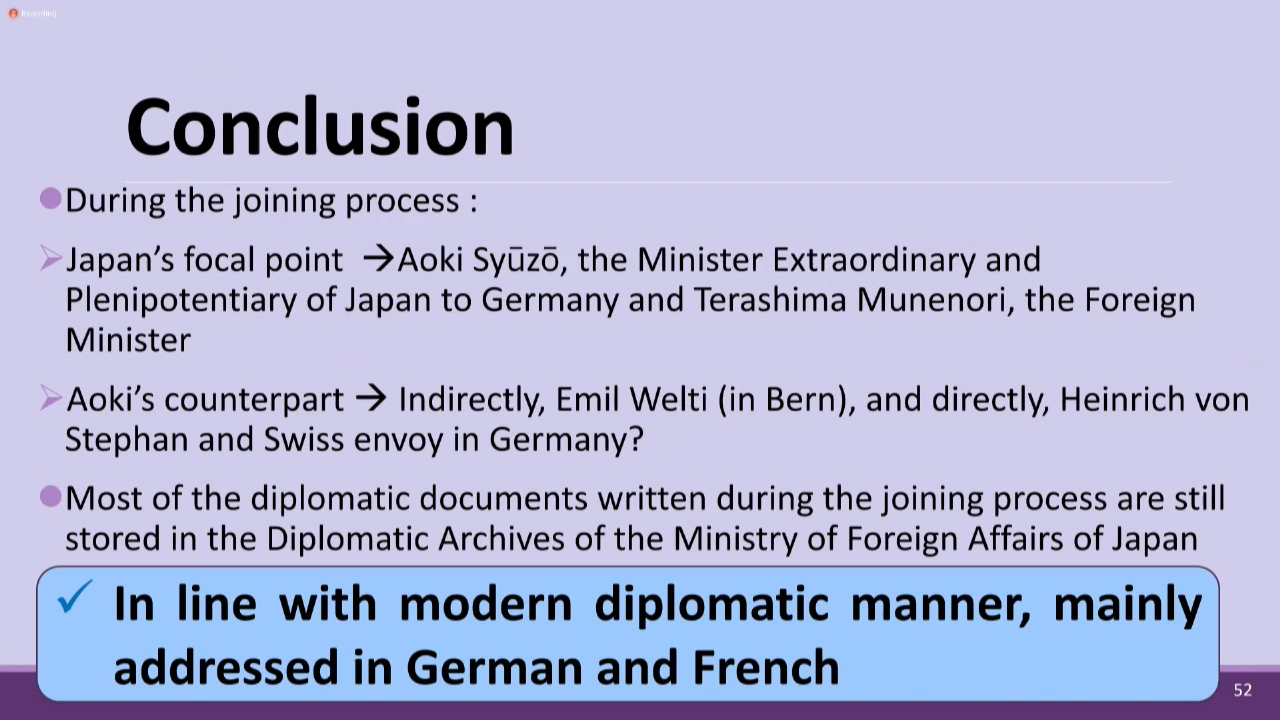 Recording
Conclusion
During the joining process :
Japan’s focal point →Aoki Syūzō, the Minister Extraordinary and
Plenipotentiary of Japan to Germany and Terashima Munenori, the Foreign
Minister
Aoki’s counterpart → Indirectly, Emil Welti (in Bern), and directly, Heinrich von
Stephan and Swiss envoy in Germany?
Most of the diplomatic documents written during the joining process are still
stored in the Diplomatic Archives of the Ministry of Foreign Affairs of Japan
In line with modern diplomatic manner, mainly
addressed in German and French
52